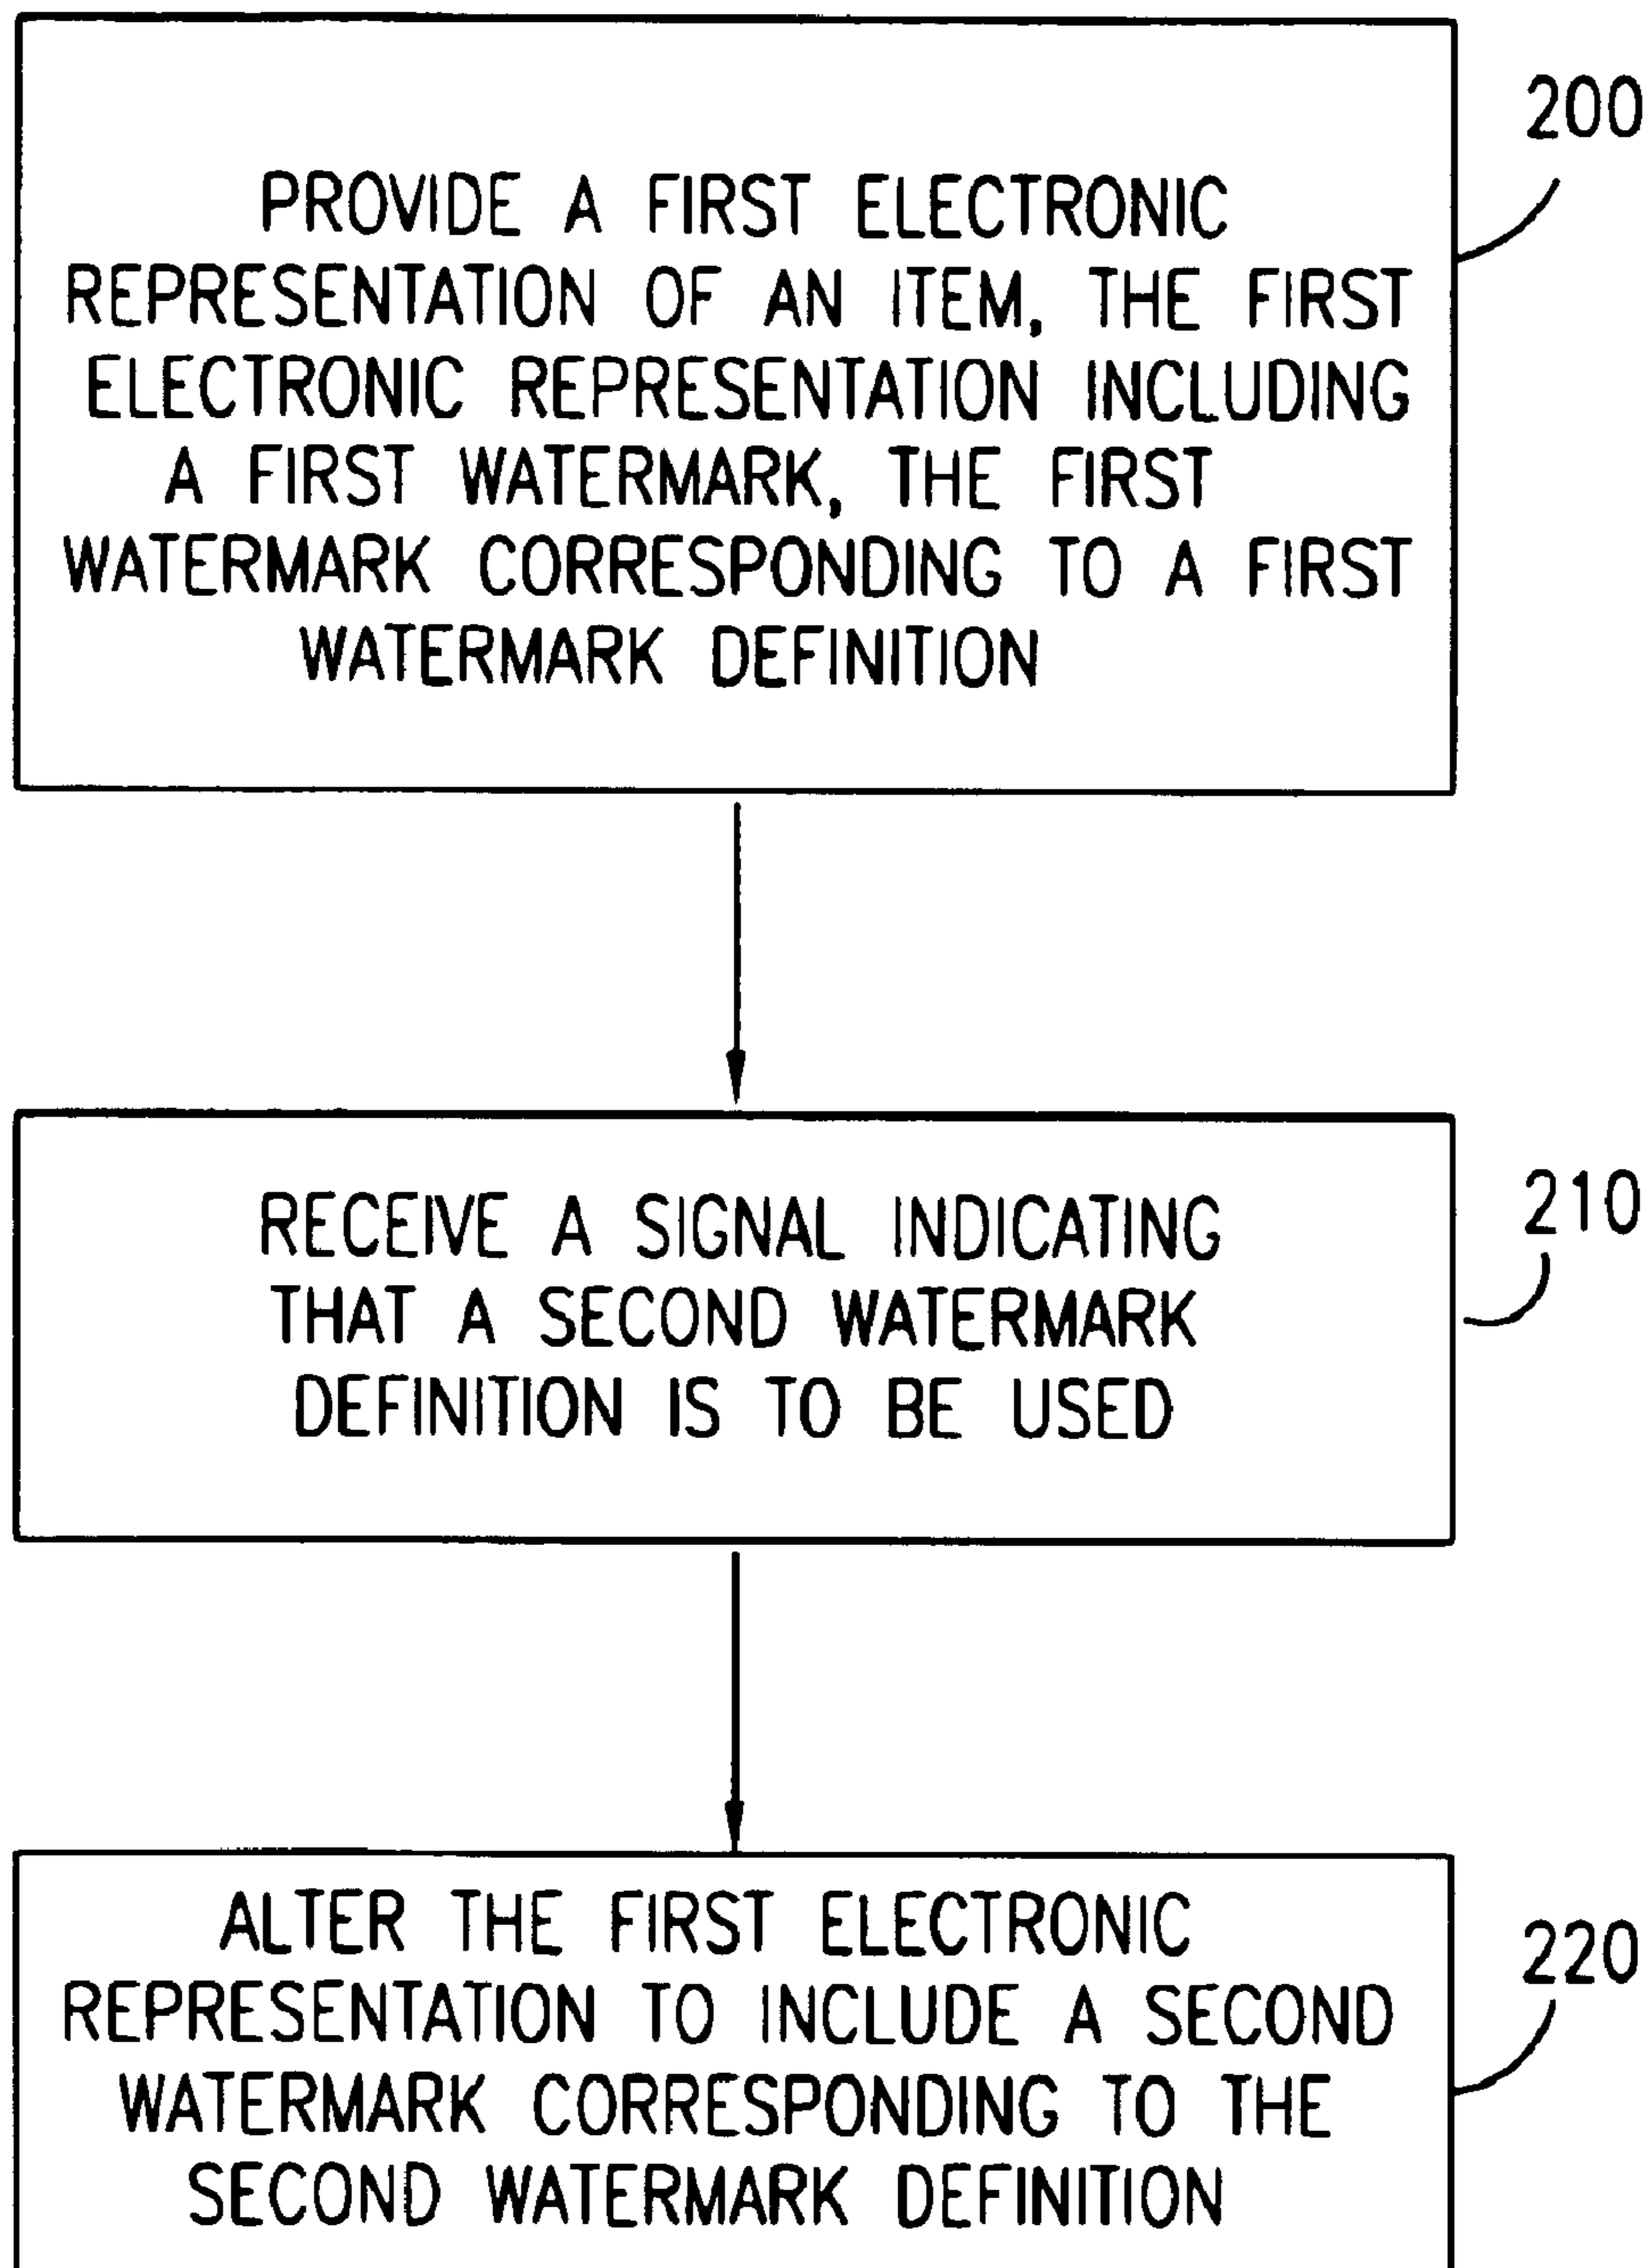 200
PROVIDE A FIRST ELECTRONIC
REPRESENTATION OF AN ITEM, THE FIRST
ELECTRONIC REPRESENTATION INCLUDING
A FIRST WATERMARK, THE FIRST
WATERMARK CORRESPONDING TO A FIRST
WATERMARK DEFINITION
210
RECEIVE A SIGNAL INDICATING
THAT A SECOND WATERMARK
DEFINITION IS TO BE USED
220
ALTER THE FIRST ELECTRONIC
REPRESENTATION TO INCLUDE A SECOND
WATERMARK CORRESPONDING TO THE
SECOND WATERMARK DEFINITION